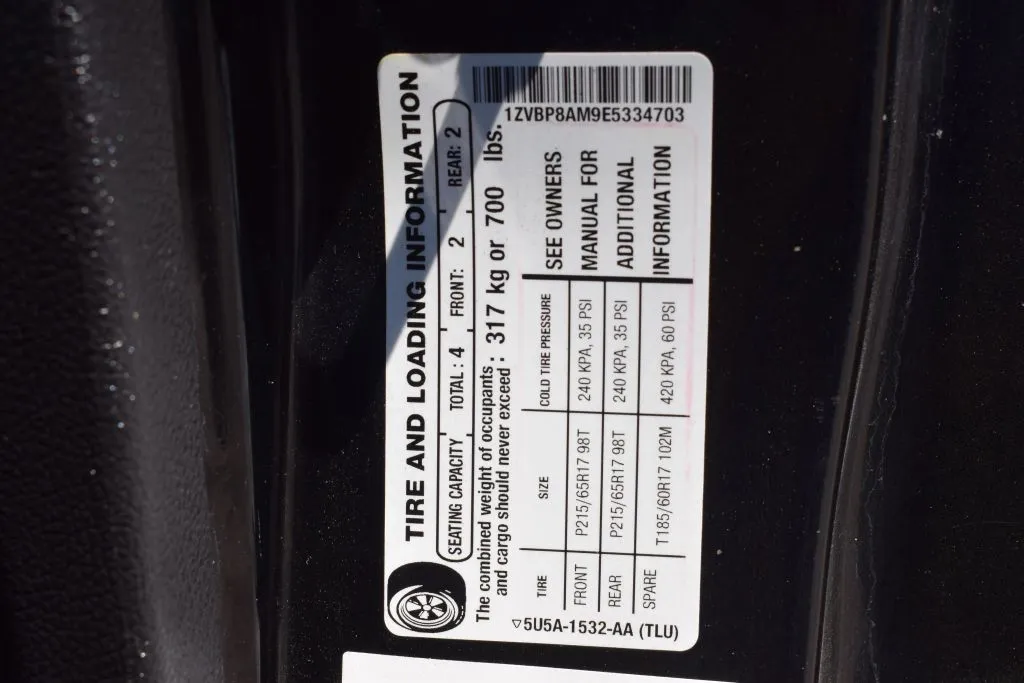 TIRE AND LOADING INFORMATION
SEATING CAPACITY TOTAL : 4 FRONT: 2 REAR: 2
The combined weight of occupants
and cargo should never exceed : 317 kg or 700 lbs.
TIRE SIZE COLD TIRE PRESSURE
FRONT P215/65R17 98T 240 KPA, 35 PSI
REAR P215/65R17 98T 240 KPA, 35 PSI
SPARE T185/60R17 102M 420 KPA, 60 PSI
SEE OWNERS
MANUAL FOR
ADDITIONAL
INFORMATION
5U5A-1532-AA (TLU)
1ZVBP8AM9E5334703